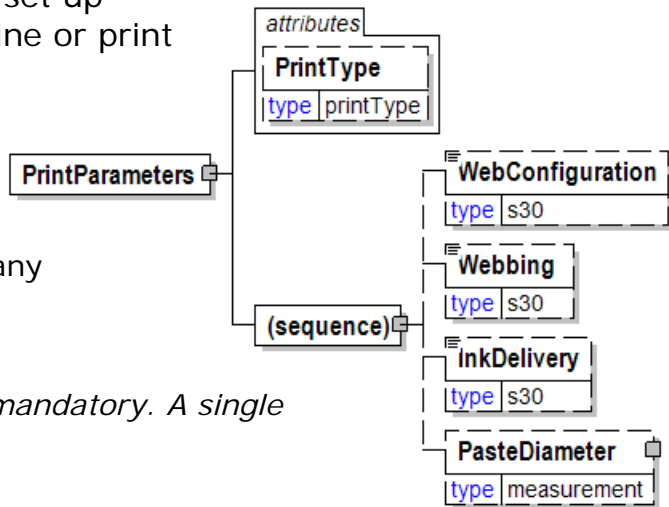 set up
ine or print
any
mandatory. A single
attributes
PrintType
type printType
PrintParameters
(sequence)
WebConfiguration
type s30
Webbing
type s30
InkDelivery
type s30
PasteDiameter
type measurement